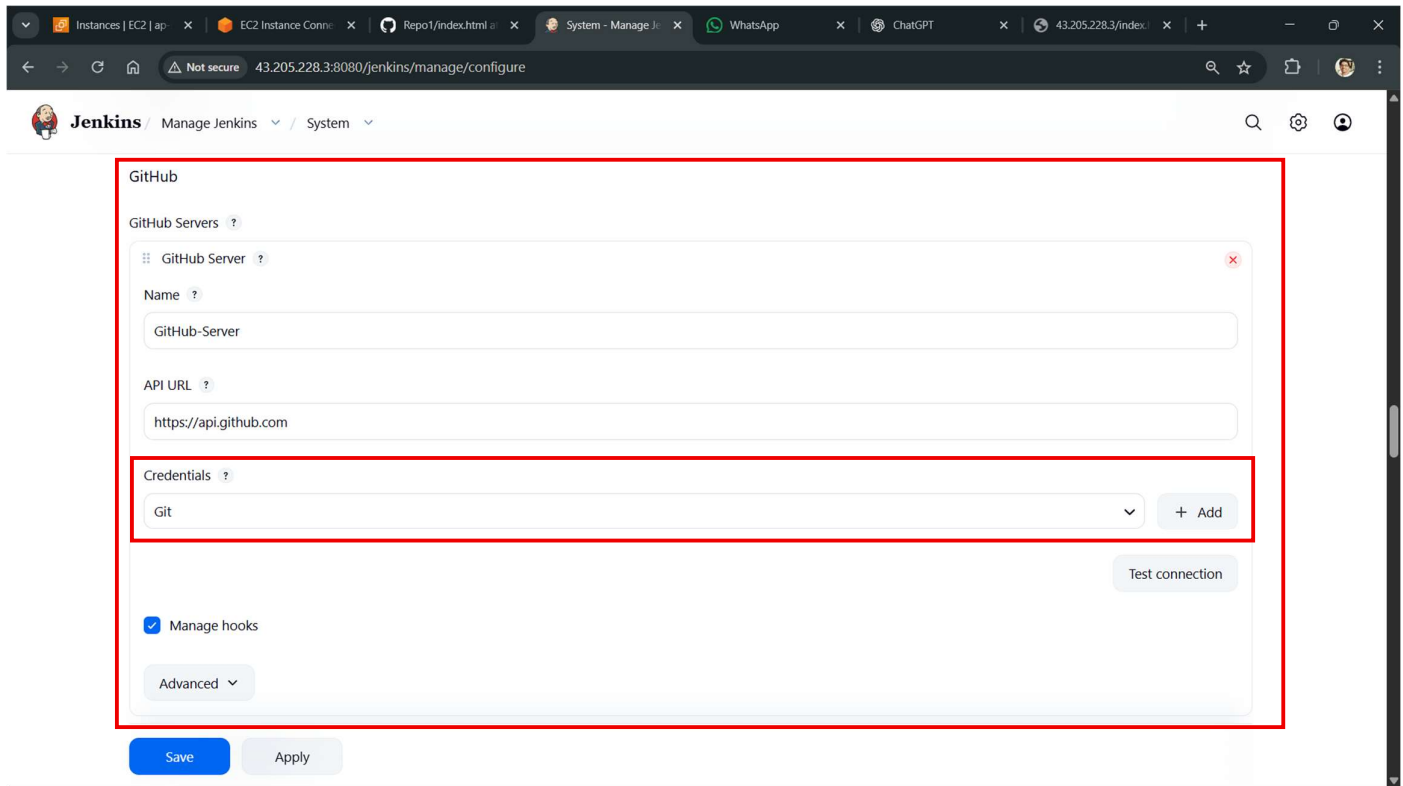 Instances | EC2 | ap-
EC2 Instance Conne
Repo1/index.html a
System - Manage Je
WhatsApp
ChatGPT
43.205.228.3/index.
Not secure 43.205.228.3:8080/jenkins/manage/configure
Jenkins / Manage Jenkins / System
GitHub
GitHub Servers ?
GitHub Server ?
Name ?
GitHub-Server
API URL ?
https://api.github.com
Credentials ?
Git
+ Add
Test connection
Manage hooks
Advanced
Save
Apply